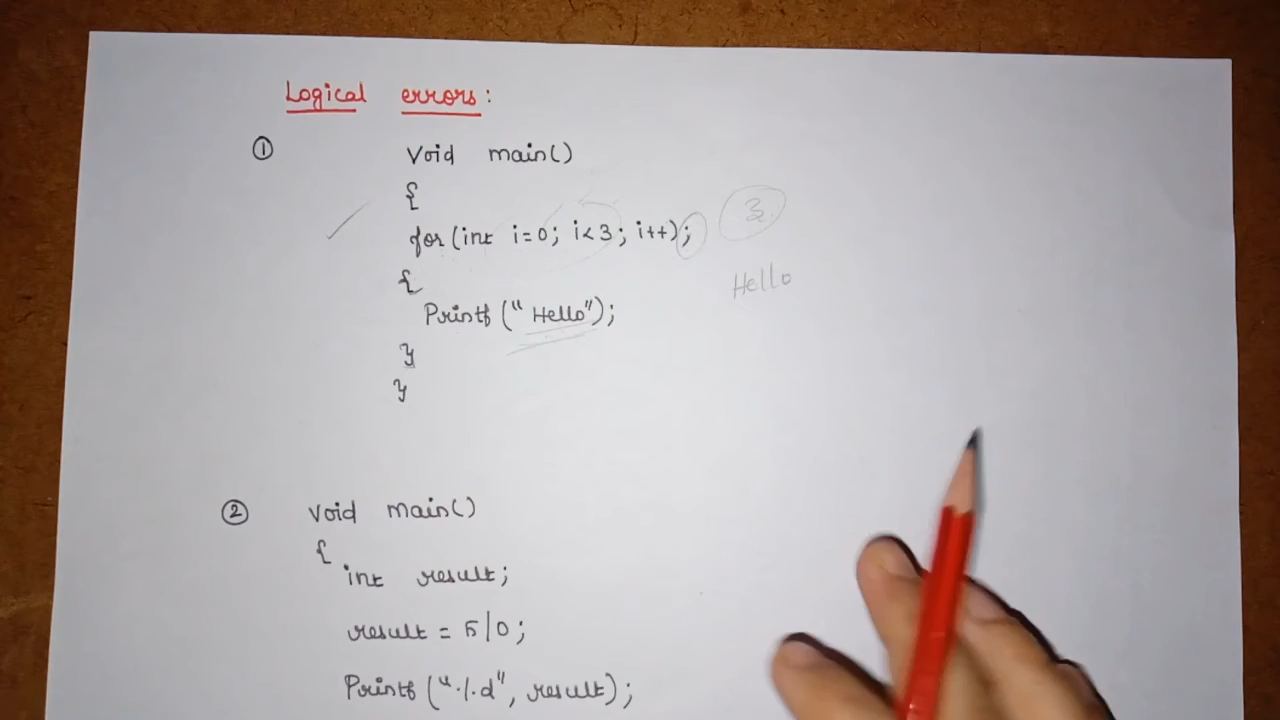 Logical errors:
① Void main()
{
for(int i=0; i<3; i++);
3
{
Hello
Printf("Hello");
}
}
② Void main()
{
int result;
result = 5/0;
Printf("%d", result);